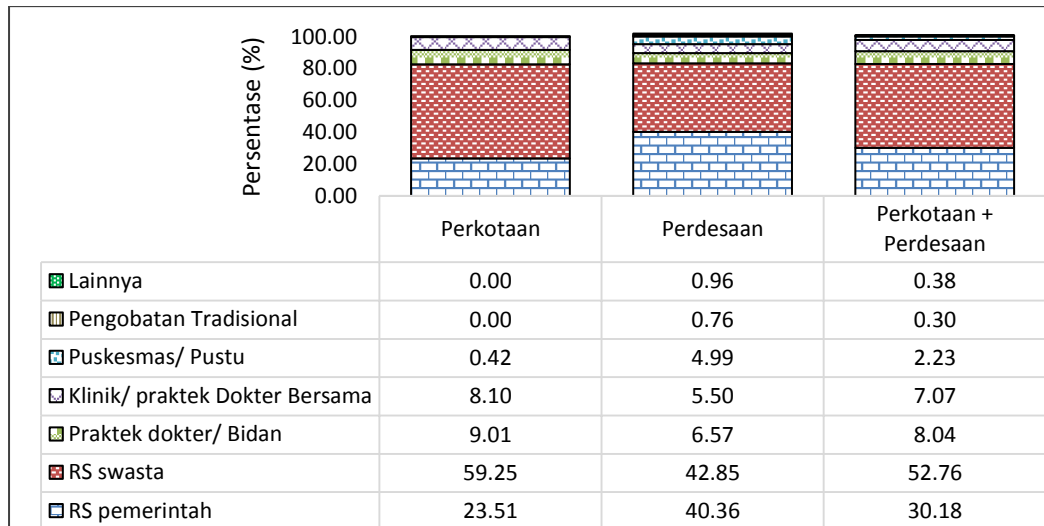 Persentase (%)
100.00
80.00
60.00
40.00
20.00
0.00
Perkotaan Perdesaan Perkotaan +
Perdesaan
Lainnya 0.00 0.96 0.38
Pengobatan Tradisional 0.00 0.76 0.30
Puskesmas/ Pustu 0.42 4.99 2.23
Klinik/ praktek Dokter Bersama 8.10 5.50 7.07
Praktek dokter/ Bidan 9.01 6.57 8.04
RS swasta 59.25 42.85 52.76
RS pemerintah 23.51 40.36 30.18